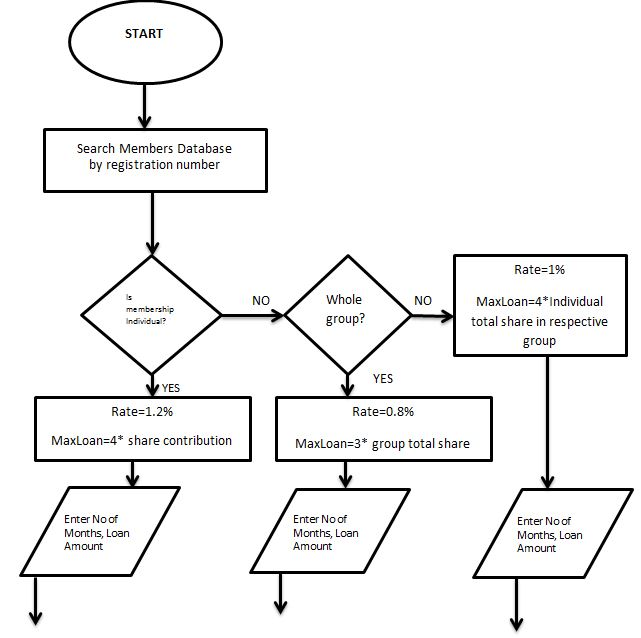 START
Search Members Database
by registration number
Is
membership
Individual?
NO
Whole
group?
NO
Rate=1%
MaxLoan=4*Individual
total share in respective
group
YES
YES
Rate=1.2%
MaxLoan=4* share contribution
Rate=0.8%
MaxLoan=3* group total share
Enter No of
Months, Loan
Amount
Enter No of
Months, Loan
Amount
Enter No of
Months, Loan
Amount